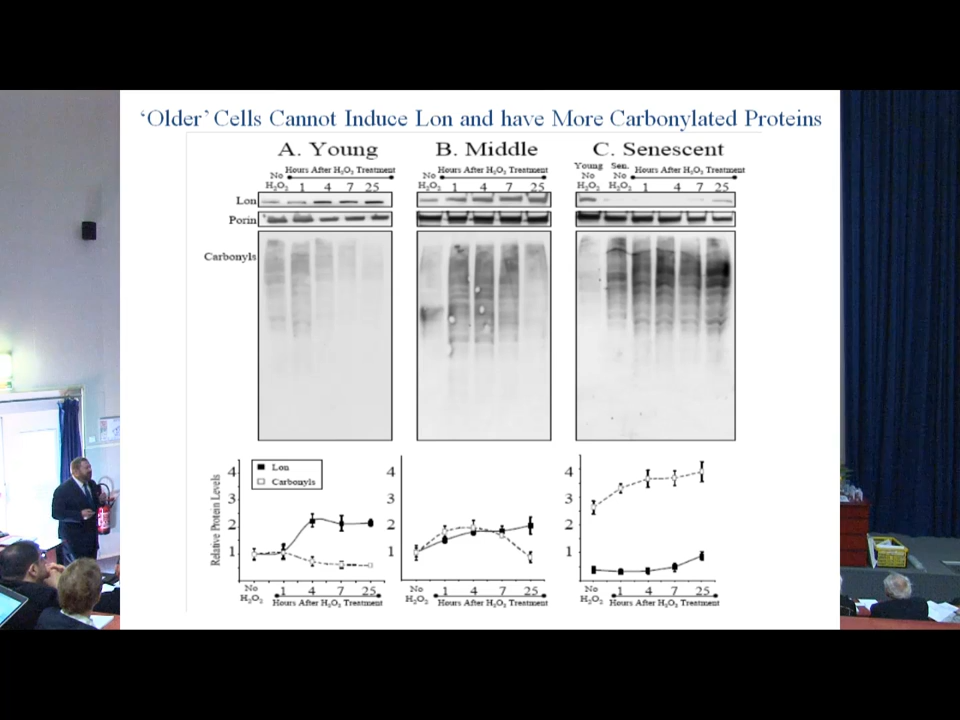 ‘Older’ Cells Cannot Induce Lon and have More Carbonylated Proteins
A. Young
B. Middle
C. Senescent
Hours After H₂O₂ Treatment
No H₂O₂ 1 4 7 25
Hours After H₂O₂ Treatment
No H₂O₂ 1 4 7 25
Young No H₂O₂
Sen. No H₂O₂
Hours After H₂O₂ Treatment
1 4 7 25
Lon
Porin
Carbonyls
Relative Protein Levels
4
3
2
1
Lon
Carbonyls
No H₂O₂ 1 4 7 25
Hours After H₂O₂ Treatment
4
3
2
1
No H₂O₂ 1 4 7 25
Hours After H₂O₂ Treatment
4
3
2
1
No H₂O₂ 1 4 7 25
Hours After H₂O₂ Treatment